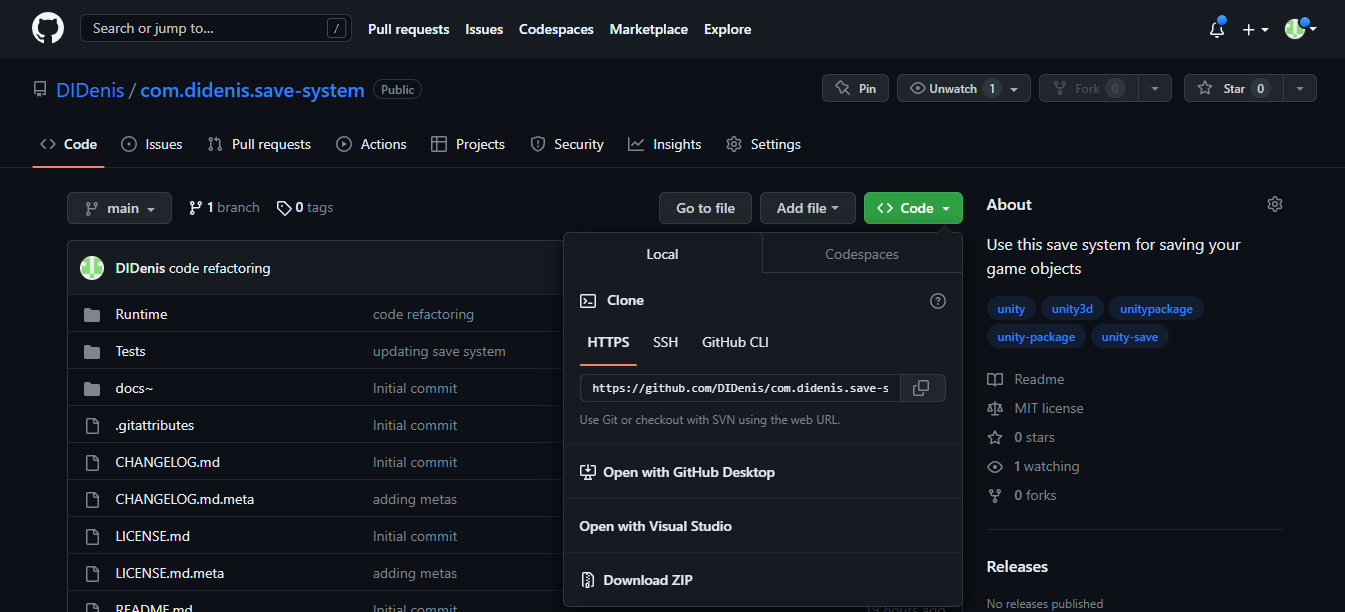 Search or jump to... /
Pull requests Issues Codespaces Marketplace Explore
DIDenis / com.didenis.save-system Public
Pin Unwatch 1 Fork 0 Star 0
Code Issues Pull requests Actions Projects Security Insights Settings
main 1 branch 0 tags
Go to file Add file Code
DIDenis code refactoring
Runtime code refactoring
Tests updating save system
docs~ Initial commit
.gitattributes Initial commit
CHANGELOG.md Initial commit
CHANGELOG.md.meta adding metas
LICENSE.md Initial commit
LICENSE.md.meta adding metas
README.md Initial commit 19 hours ago
Local Codespaces
Clone
HTTPS SSH GitHub CLI
https://github.com/DIDenis/com.didenis.save-s
Use Git or checkout with SVN using the web URL.
Open with GitHub Desktop
Open with Visual Studio
Download ZIP
About
Use this save system for saving your
game objects
unity unity3d unitypackage
unity-package unity-save
Readme
MIT license
0 stars
1 watching
0 forks
Releases
No releases published